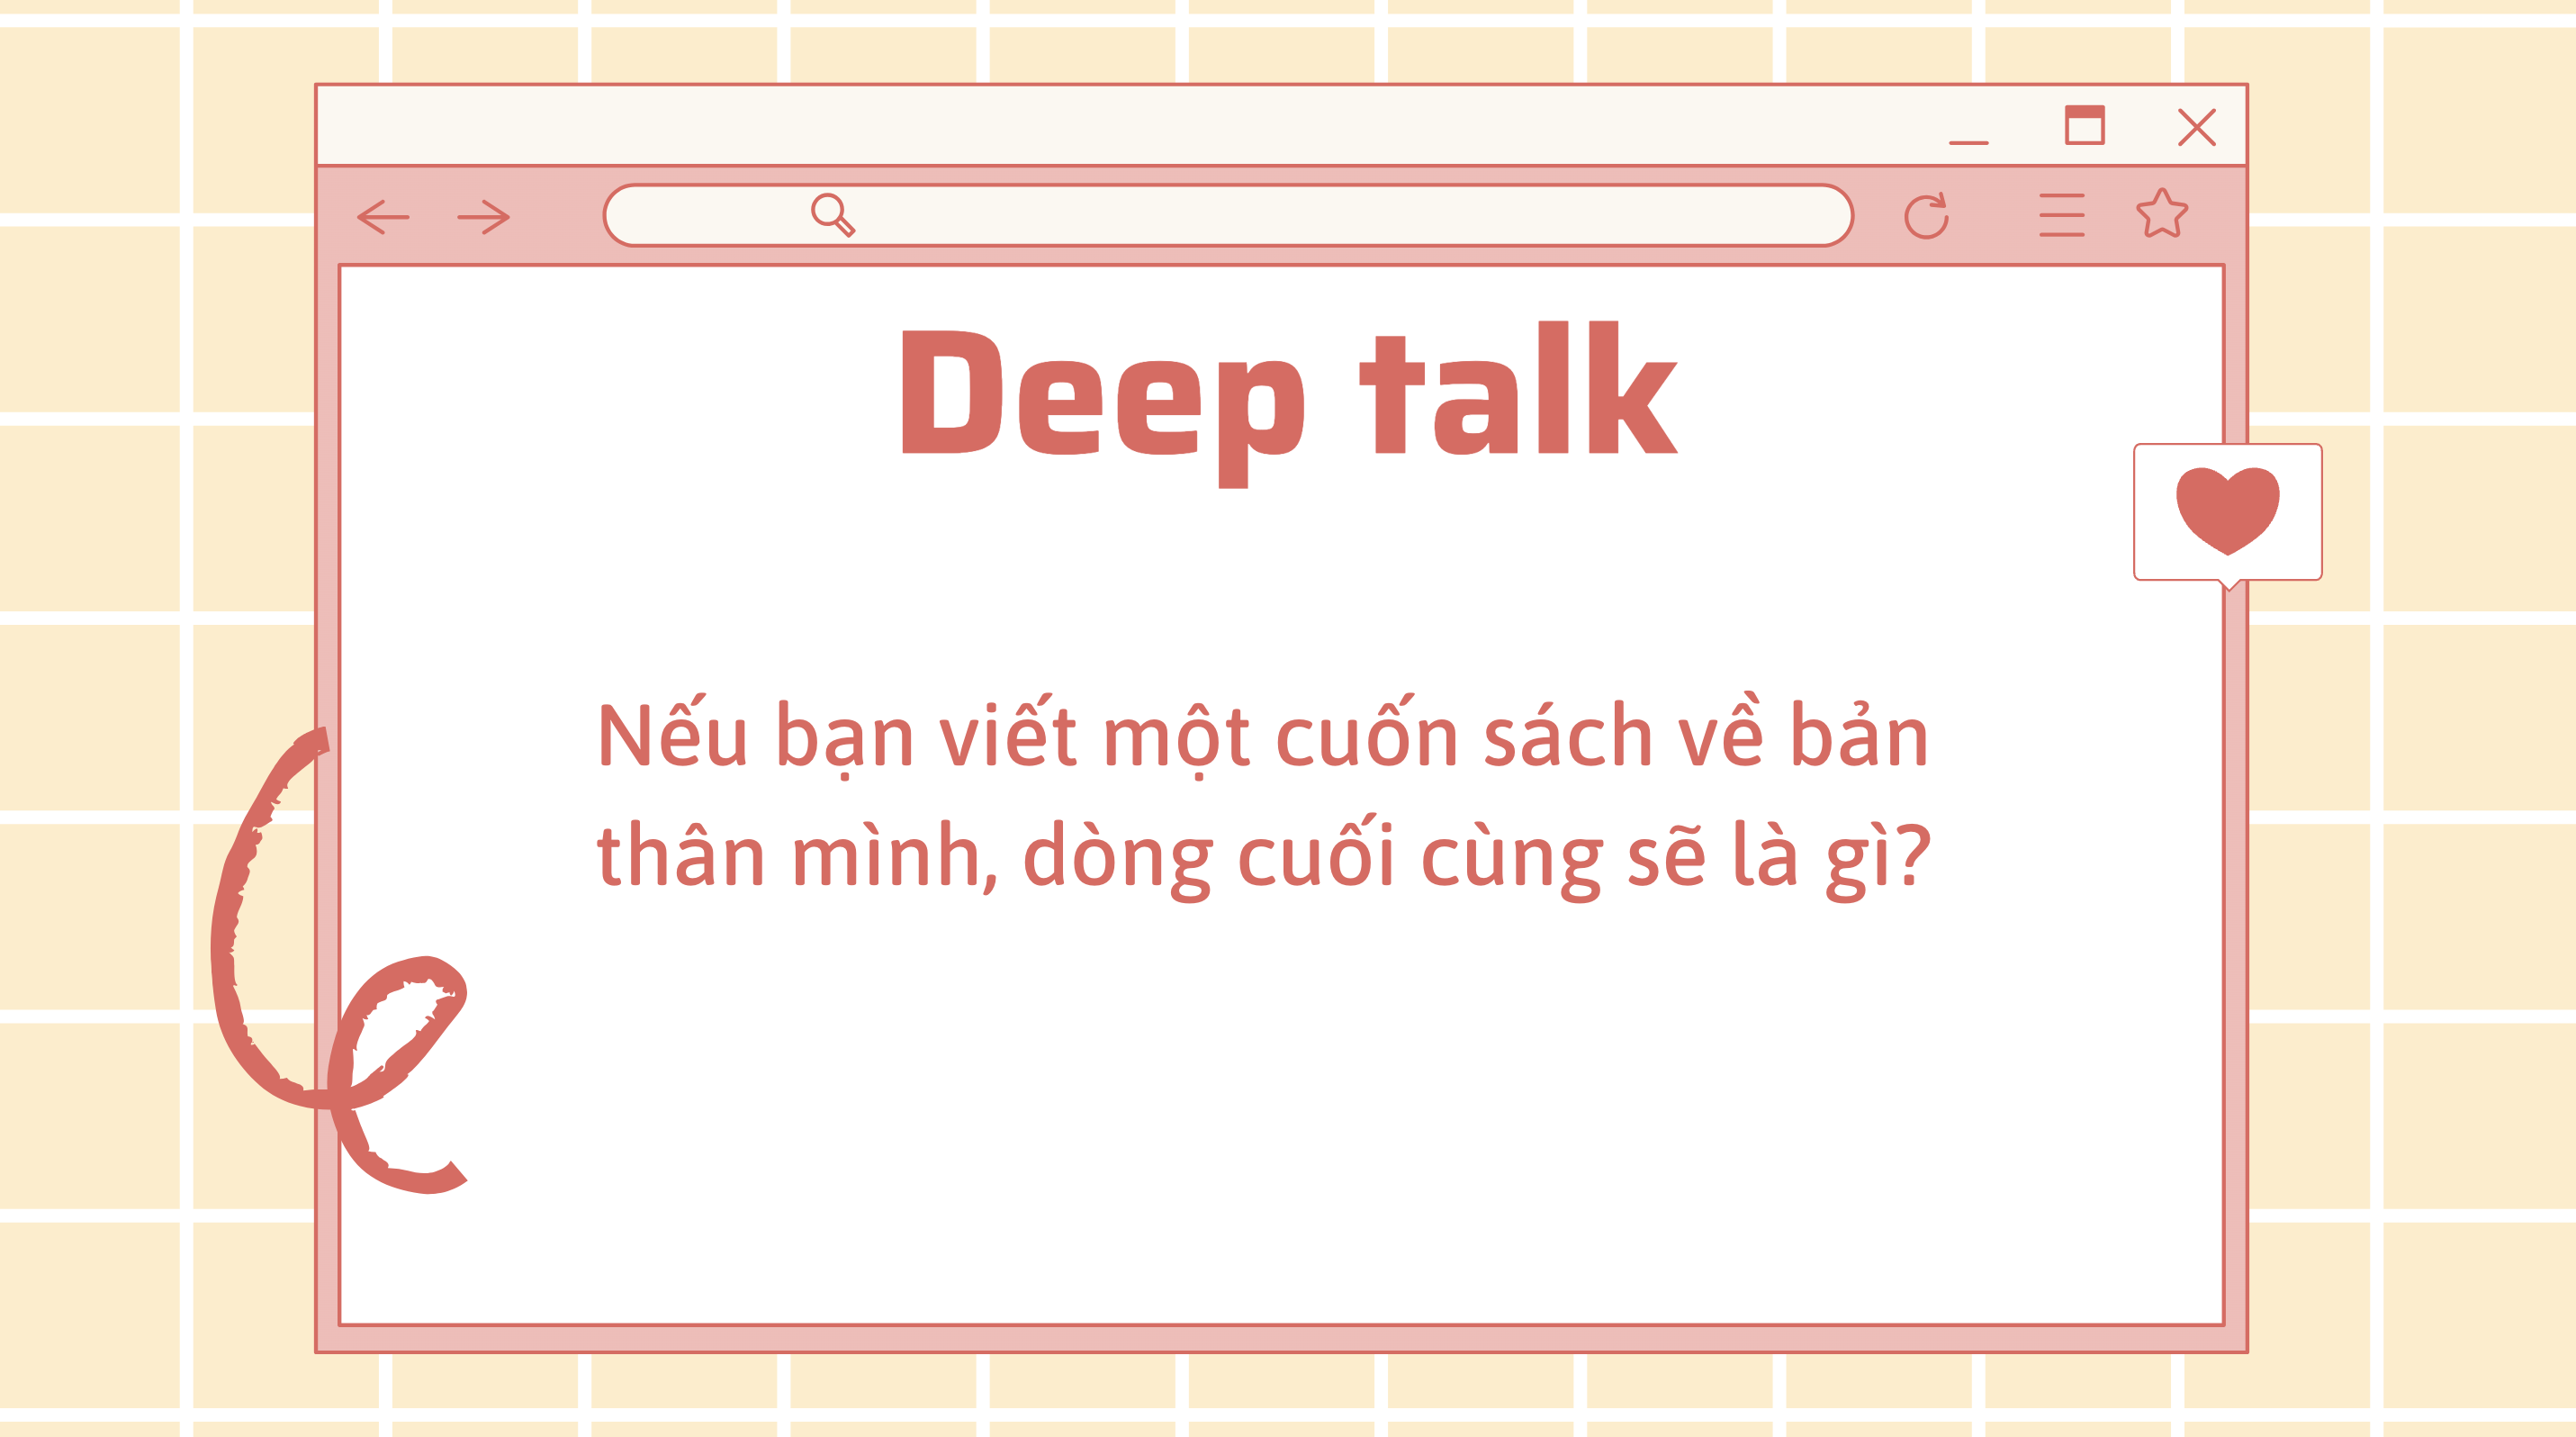 Deep talk
Nếu bạn viết một cuốn sách về bản
thân mình, dòng cuối cùng sẽ là gì?